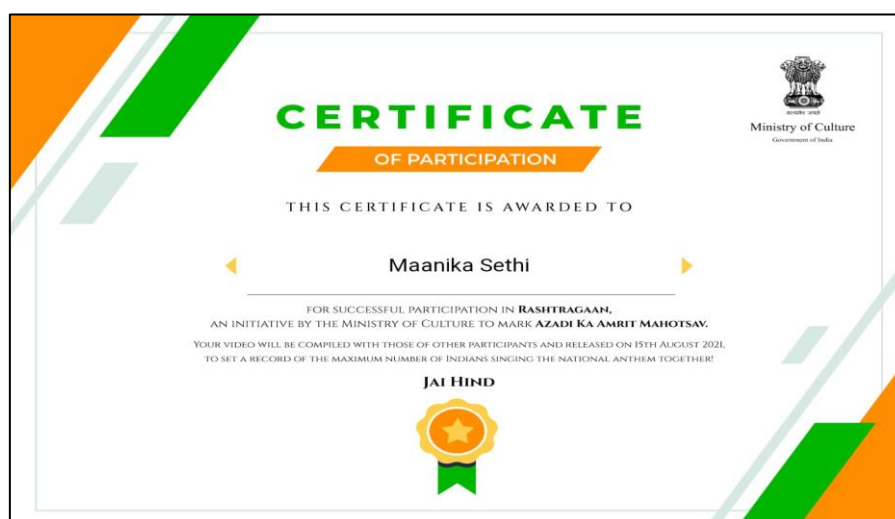 CERTIFICATE
OF PARTICIPATION
Ministry of Culture
Government of India
THIS CERTIFICATE IS AWARDED TO
Maanika Sethi
FOR SUCCESSFUL PARTICIPATION IN RASHTRAGAAN,
AN INITIATIVE BY THE MINISTRY OF CULTURE TO MARK AZADI KA AMRIT MAHOTSAV.
YOUR VIDEO WILL BE COMPILED WITH THOSE OF OTHER PARTICIPANTS AND RELEASED ON 15TH AUGUST 2021,
TO SET A RECORD OF THE MAXIMUM NUMBER OF INDIANS SINGING THE NATIONAL ANTHEM TOGETHER!
JAI HIND